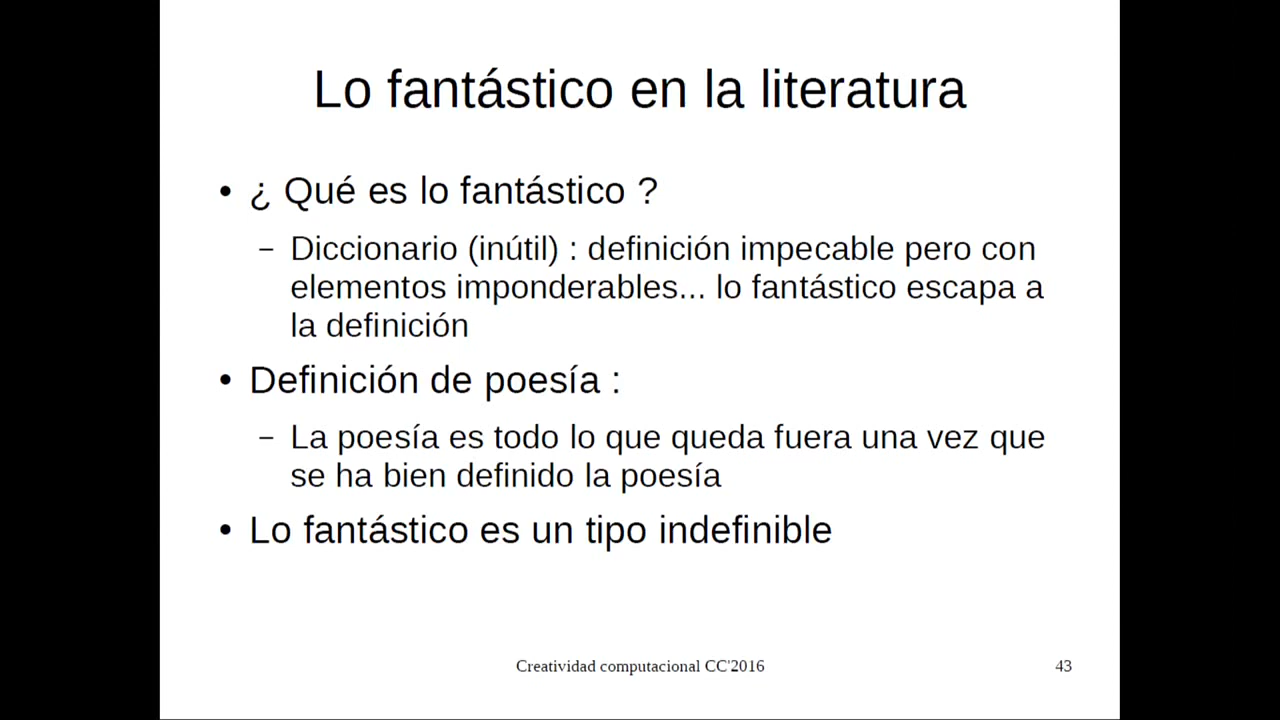 Lo fantástico en la literatura
• ¿ Qué es lo fantástico ?
– Diccionario (inútil) : definición impecable pero con
elementos imponderables... lo fantástico escapa a
la definición
• Definición de poesía :
– La poesía es todo lo que queda fuera una vez que
se ha bien definido la poesía
• Lo fantástico es un tipo indefinible
Creatividad computacional CC'2016
43